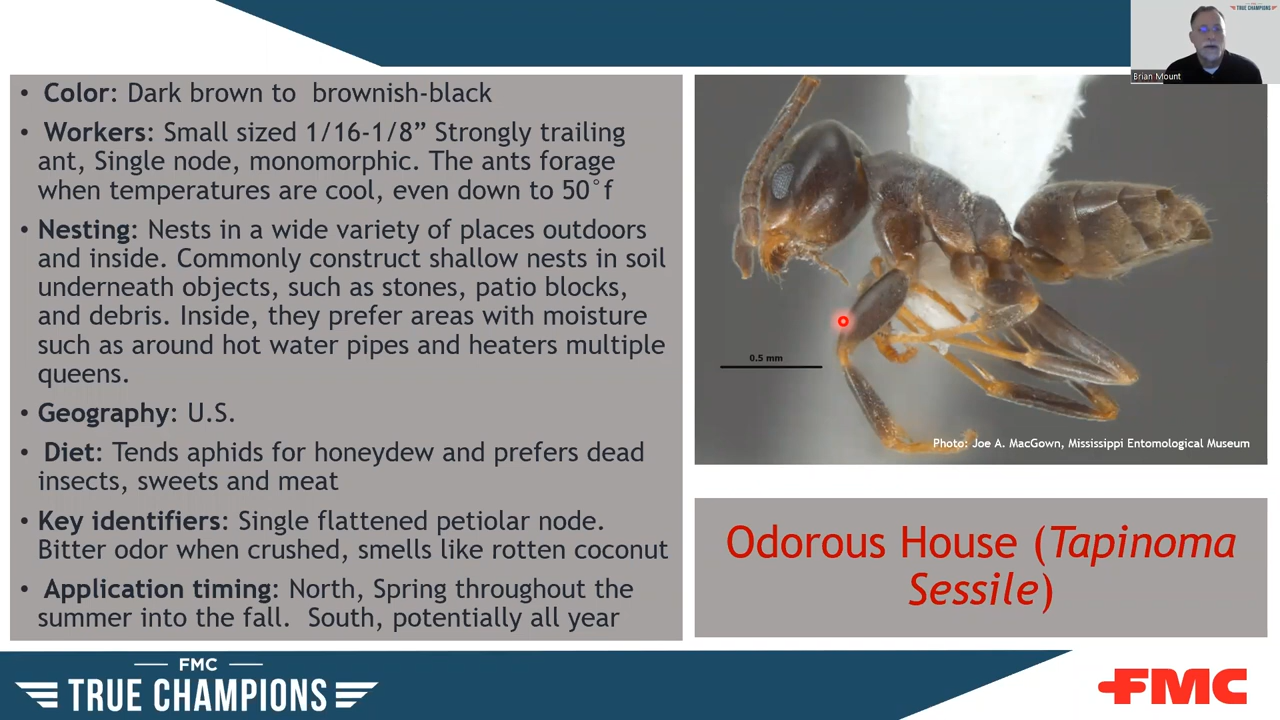 TRUE CHAMPIONS
Brian Mount
• Color: Dark brown to brownish-black
• Workers: Small sized 1/16-1/8” Strongly trailing
ant, Single node, monomorphic. The ants forage
when temperatures are cool, even down to 50°f
• Nesting: Nests in a wide variety of places outdoors
and inside. Commonly construct shallow nests in soil
underneath objects, such as stones, patio blocks,
and debris. Inside, they prefer areas with moisture
such as around hot water pipes and heaters multiple
queens.
• Geography: U.S.
• Diet: Tends aphids for honeydew and prefers dead
insects, sweets and meat
• Key identifiers: Single flattened petiolar node.
Bitter odor when crushed, smells like rotten coconut
• Application timing: North, Spring throughout the
summer into the fall. South, potentially all year
0.5 mm
Photo: Joe A. MacGown, Mississippi Entomological Museum
Odorous House (Tapinoma
Sessile)
FMC
TRUE CHAMPIONS
FMC